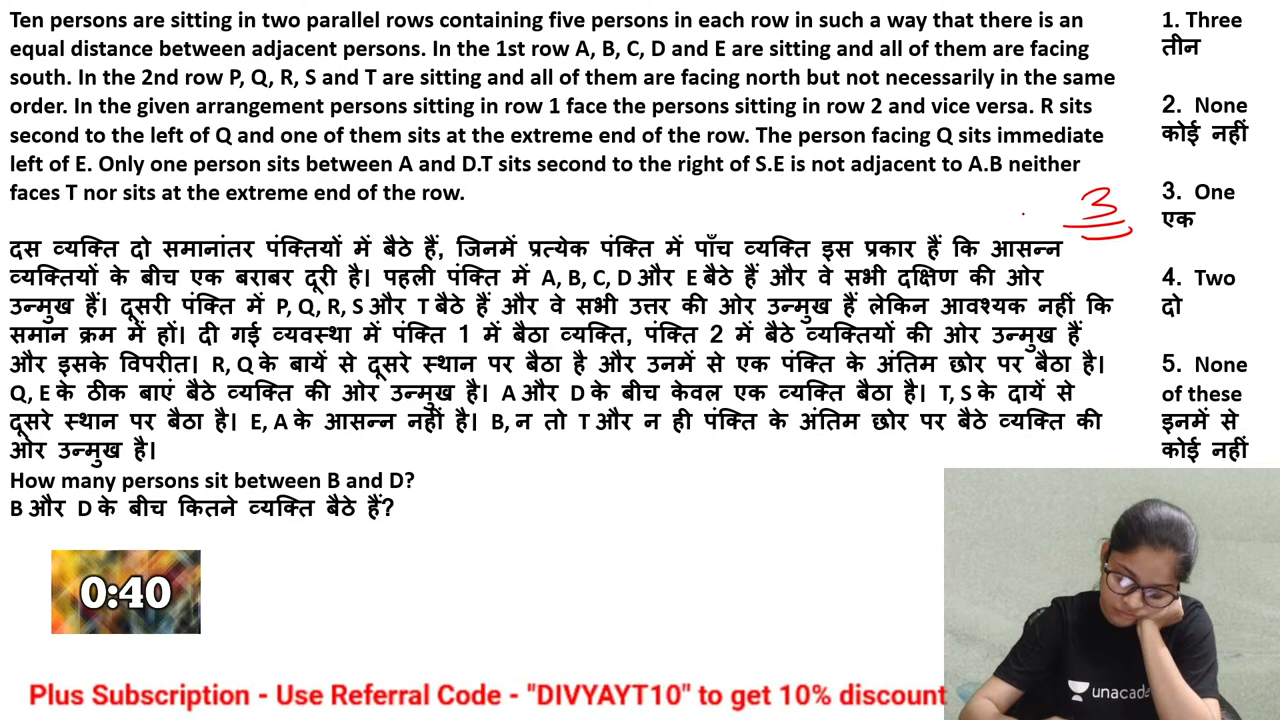 Ten persons are sitting in two parallel rows containing five persons in each row in such a way that there is an
equal distance between adjacent persons. In the 1st row A, B, C, D and E are sitting and all of them are facing
south. In the 2nd row P, Q, R, S and T are sitting and all of them are facing north but not necessarily in the same
order. In the given arrangement persons sitting in row 1 face the persons sitting in row 2 and vice versa. R sits
second to the left of Q and one of them sits at the extreme end of the row. The person facing Q sits immediate
left of E. Only one person sits between A and D.T sits second to the right of S.E is not adjacent to A.B neither
faces T nor sits at the extreme end of the row.
3
दस व्यक्ति दो समानांतर पंक्तियों में बैठे हैं, जिनमें प्रत्येक पंक्ति में पाँच व्यक्ति इस प्रकार हैं कि आसन्न
व्यक्तियों के बीच एक बराबर दूरी है। पहली पंक्ति में A, B, C, D और E बैठे हैं और वे सभी दक्षिण की ओर
उन्मुख हैं। दूसरी पंक्ति में P, Q, R, S और T बैठे हैं और वे सभी उत्तर की ओर उन्मुख हैं लेकिन आवश्यक नहीं कि
समान क्रम में हों। दी गई व्यवस्था में पंक्ति 1 में बैठा व्यक्ति, पंक्ति 2 में बैठे व्यक्तियों की ओर उन्मुख हैं
और इसके विपरीत। R, Q के बायें से दूसरे स्थान पर बैठा है और उनमें से एक पंक्ति के अंतिम छोर पर बैठा है।
Q, E के ठीक बाएं बैठे व्यक्ति की ओर उन्मुख है। A और D के बीच केवल एक व्यक्ति बैठा है। T, S के दायें से
दूसरे स्थान पर बैठा है। E, A के आसन्न नहीं है। B, न तो T और न ही पंक्ति के अंतिम छोर पर बैठे व्यक्ति की
ओर उन्मुख है।
How many persons sit between B and D?
B और D के बीच कितने व्यक्ति बैठे हैं?
1. Three
तीन
2. None
कोई नहीं
3. One
एक
4. Two
दो
5. None
of these
इनमें से
कोई नहीं
0:40
unacade
Plus Subscription - Use Referral Code - "DIVYAYT10" to get 10% discount